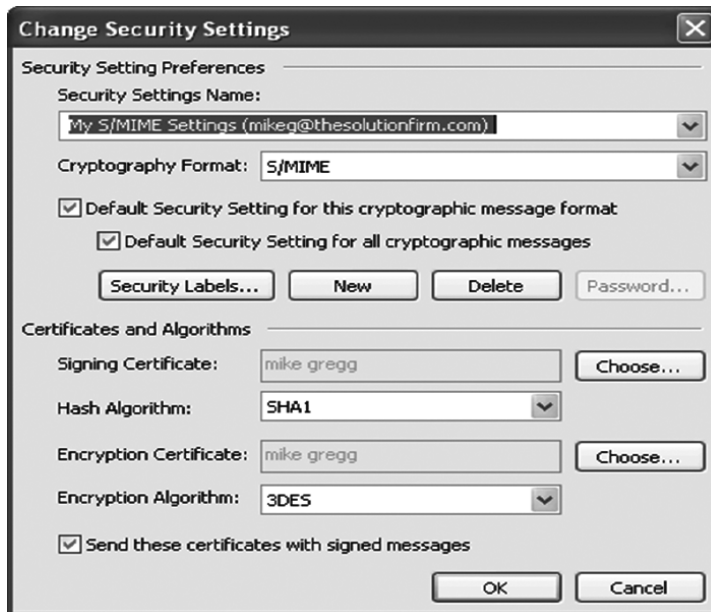 Change Security Settings
Security Setting Preferences
Security Settings Name:
My S/MIME Settings (mikeg@thesolutionfirm.com)
Cryptography Format: S/MIME
Default Security Setting for this cryptographic message format
Default Security Setting for all cryptographic messages
Security Labels... New Delete Password...
Certificates and Algorithms
Signing Certificate: mike gregg Choose...
Hash Algorithm: SHA1
Encryption Certificate: mike gregg Choose...
Encryption Algorithm: 3DES
Send these certificates with signed messages
OK Cancel